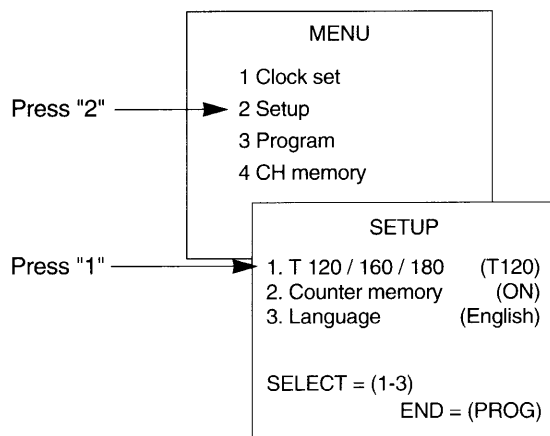 MENU
1 Clock set
Press "2"
2 Setup
3 Program
4 CH memory
SETUP
Press "1"
1. T 120 / 160 / 180 (T120)
2. Counter memory (ON)
3. Language (English)
SELECT = (1-3)
END = (PROG)